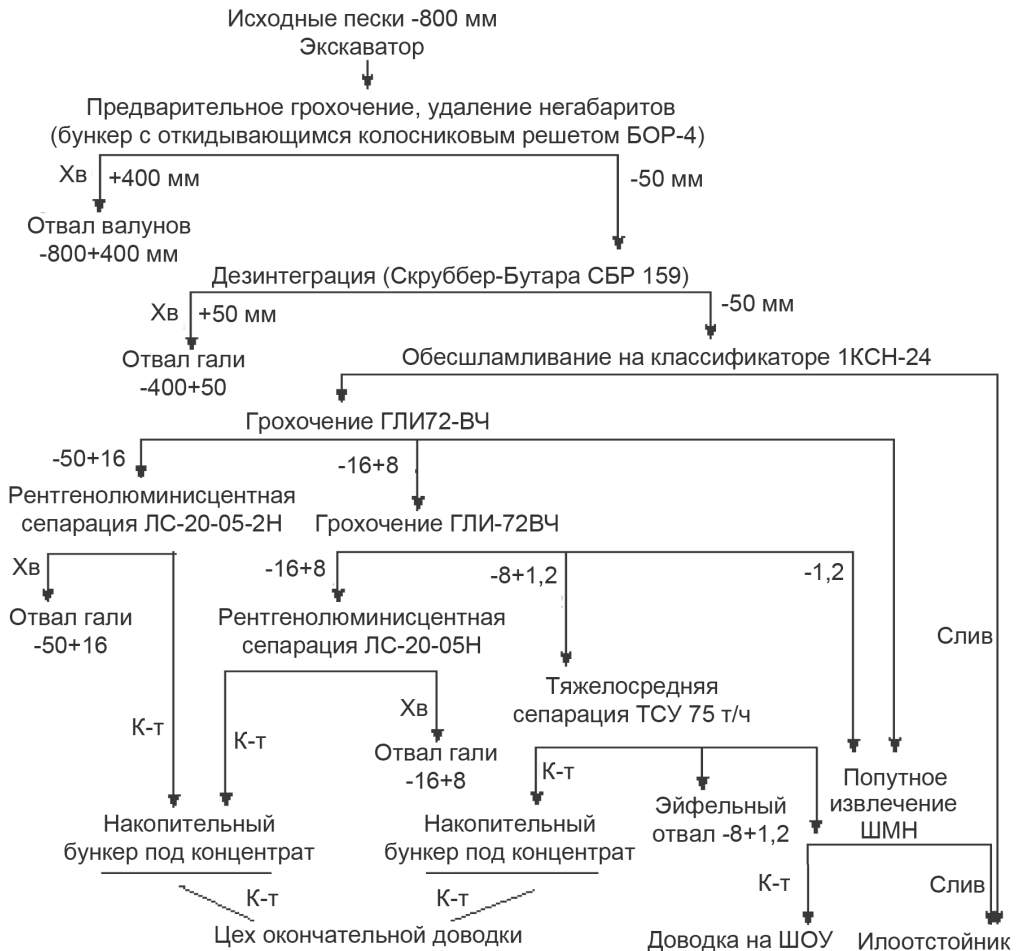 Исходные пески -800 мм
Экскаватор
Предварительное грохочение, удаление негабаритов
(бункер с откидывающимся колосниковым решетом БОР-4)
Хв
+400 мм
-50 мм
Отвал валунов
-800+400 мм
Дезинтеграция (Скруббер-Бутара СБР 159)
Хв
+50 мм
-50 мм
Отвал гали
-400+50
Обесшламливание на классификаторе 1КСН-24
Грохочение ГЛИ72-ВЧ
-50+16
-16+8
Рентгенолюминисцентная
сепарация ЛС-20-05-2Н
Грохочение ГЛИ-72ВЧ
Хв
-16+8
-8+1,2
-1,2
Отвал гали
-50+16
Рентгенолюминисцентная
сепарация ЛС-20-05Н
Слив
Тяжелосредняя
сепарация ТСУ 75 т/ч
К-т
К-т
Хв
Отвал гали
-16+8
К-т
Эйфельный
отвал -8+1,2
Попутное
извлечение
ШМН
Накопительный
бункер под концентрат
Накопительный
бункер под концентрат
К-т
К-т
К-т
Слив
Цех окончательной доводки
Доводка на ШОУ
Илоотстойник